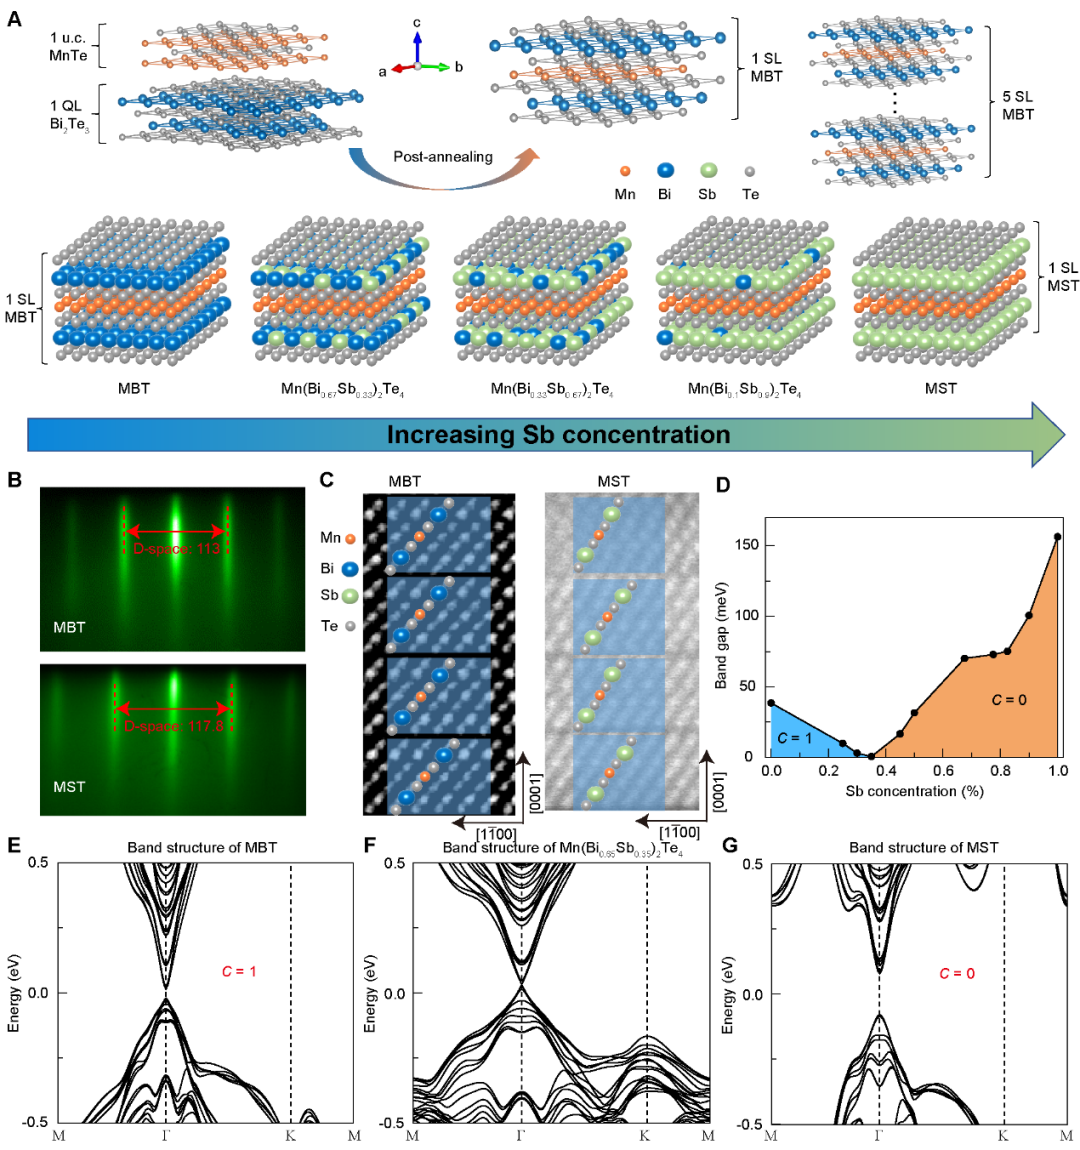 A
1 u.c.
MnTe
1 QL
Bi₂Te₃
c
a
b
Post-annealing
1 SL
MBT
5 SL
MBT
Mn Bi Sb Te
1 SL
MBT
1 SL
MST
MBT
Mn(Bi₀.₆₇Sb₀.₃₃)₂Te₄
Mn(Bi₀.₃₃Sb₀.₆₇)₂Te₄
Mn(Bi₀.₁Sb₀.₉)₂Te₄
MST
Increasing Sb concentration
B
D-space: 113
MBT
D-space: 117.8
MST
C
MBT
MST
Mn
Bi
Sb
Te
[0001]
[11̅00]
[0001]
[11̅00]
D
Band gap (meV)
150
100
50
0
C = 1
C = 0
0.0 0.2 0.4 0.6 0.8 1.0
Sb concentration (%)
E
Band structure of MBT
Energy (eV)
0.5
0.0
-0.5
C = 1
M Γ K M
F
Band structure of Mn(Bi₀.₆₅Sb₀.₃₅)₂Te₄
Energy (eV)
0.5
0.0
-0.5
M Γ K M
G
Band structure of MST
Energy (eV)
0.5
0.0
-0.5
C = 0
M Γ K M